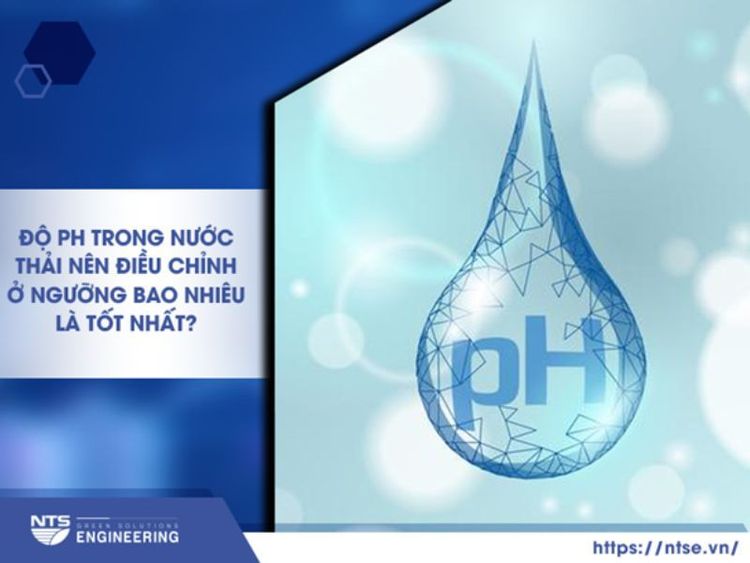 ĐỘ PH TRONG NƯỚC
THẢI NÊN ĐIỀU CHỈNH
Ở NGƯỠNG BAO NHIÊU
LÀ TỐT NHẤT?
pH
NTS
GREEN SOLUTIONS
ENGINEERING
https://ntse.vn/